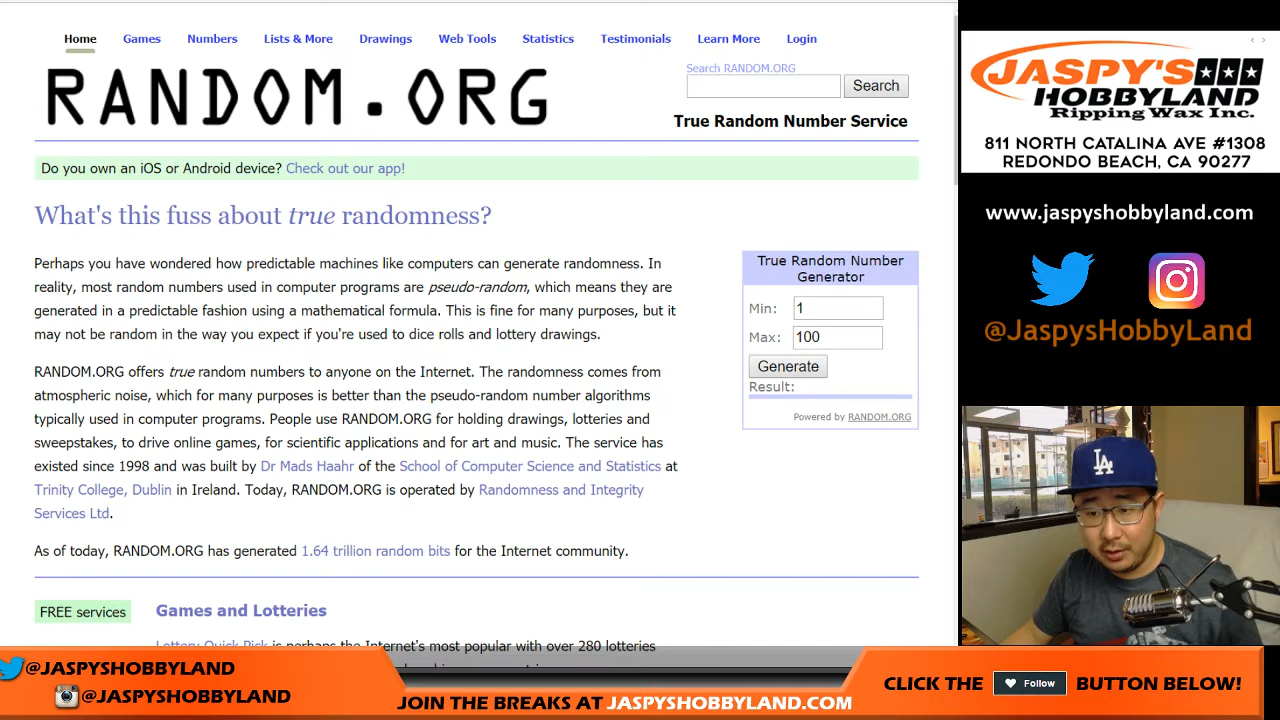 Home Games Numbers Lists & More Drawings Web Tools Statistics Testimonials Learn More Login
RANDOM.ORG
Search RANDOM.ORG
Search
True Random Number Service
Do you own an iOS or Android device? Check out our app!
What's this fuss about true randomness?
Perhaps you have wondered how predictable machines like computers can generate randomness. In
reality, most random numbers used in computer programs are pseudo-random, which means they are
generated in a predictable fashion using a mathematical formula. This is fine for many purposes, but it
may not be random in the way you expect if you're used to dice rolls and lottery drawings.
RANDOM.ORG offers true random numbers to anyone on the Internet. The randomness comes from
atmospheric noise, which for many purposes is better than the pseudo-random number algorithms
typically used in computer programs. People use RANDOM.ORG for holding drawings, lotteries and
sweepstakes, to drive online games, for scientific applications and for art and music. The service has
existed since 1998 and was built by Dr Mads Haahr of the School of Computer Science and Statistics at
Trinity College, Dublin in Ireland. Today, RANDOM.ORG is operated by Randomness and Integrity
Services Ltd.
As of today, RANDOM.ORG has generated 1.64 trillion random bits for the Internet community.
True Random Number
Generator
Min: 1
Max: 100
Generate
Result:
Powered by RANDOM.ORG
FREE services
Games and Lotteries
Lottery Quick Pick is perhaps the Internet's most popular with over 280 lotteries
JASPY'S
HOBBYLAND
Ripping Wax Inc.
811 NORTH CATALINA AVE #1308
REDONDO BEACH, CA 90277
www.jaspyshobbyland.com
@JaspysHobbyLand
LA
@JASPYSHOBBYLAND
@JASPYSHOBBYLAND
JOIN THE BREAKS AT JASPYSHOBBYLAND.COM
CLICK THE Follow BUTTON BELOW!